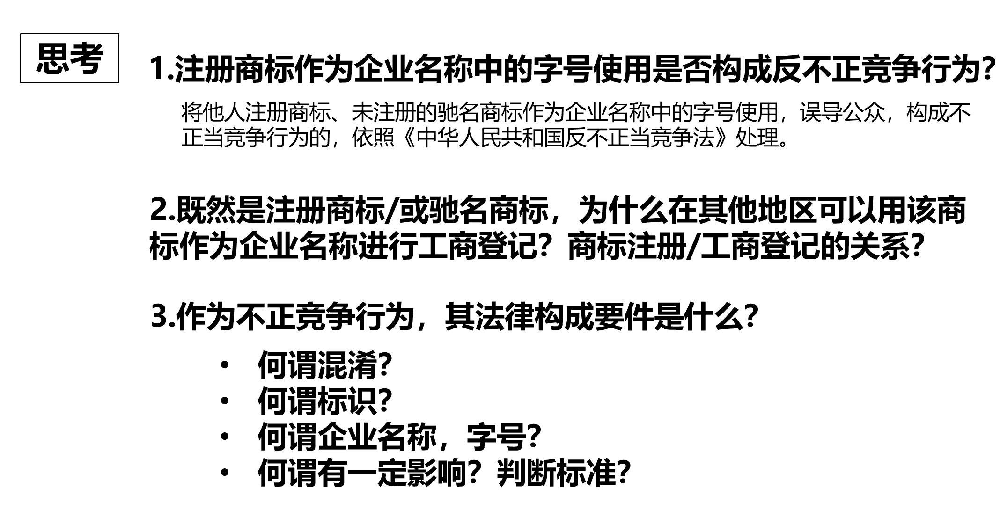 思考
1.注册商标作为企业名称中的字号使用是否构成反不正竞争行为？
将他人注册商标、未注册的驰名商标作为企业名称中的字号使用，误导公众，构成不
正当竞争行为的，依照《中华人民共和国反不正当竞争法》处理。
2.既然是注册商标/或驰名商标，为什么在其他地区可以用该商
标作为企业名称进行工商登记？商标注册/工商登记的关系？
3.作为不正竞争行为，其法律构成要件是什么？
• 何谓混淆？
• 何谓标识？
• 何谓企业名称，字号？
• 何谓有一定影响？判断标准？